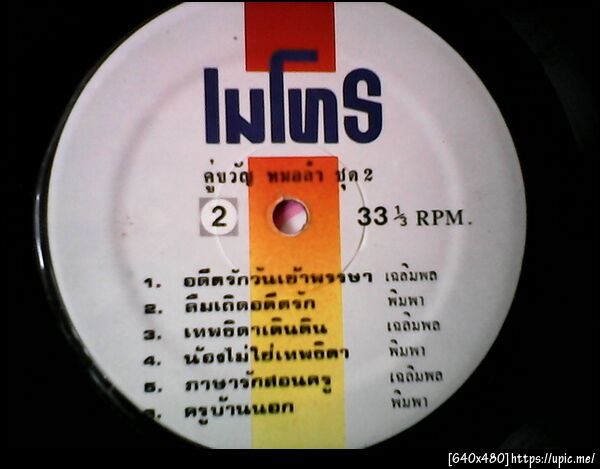 ไมโทร
คู่ขวัญ หมอลำ ชุด 2
2 33 1/3 RPM.
1. อดีตรักวันเข้าพรรษา เฉลิมพล
2. ลืมเถิดอดีตรัก พิมพา
3. เทพธิดาเดินดิน เฉลิมพล
4. น้องไม่ใช่เทพธิดา พิมพา
5. ภาษารักสอนครู เฉลิมพล
6. ครูบ้านนอก พิมพา
[640x480]https://upic.me/